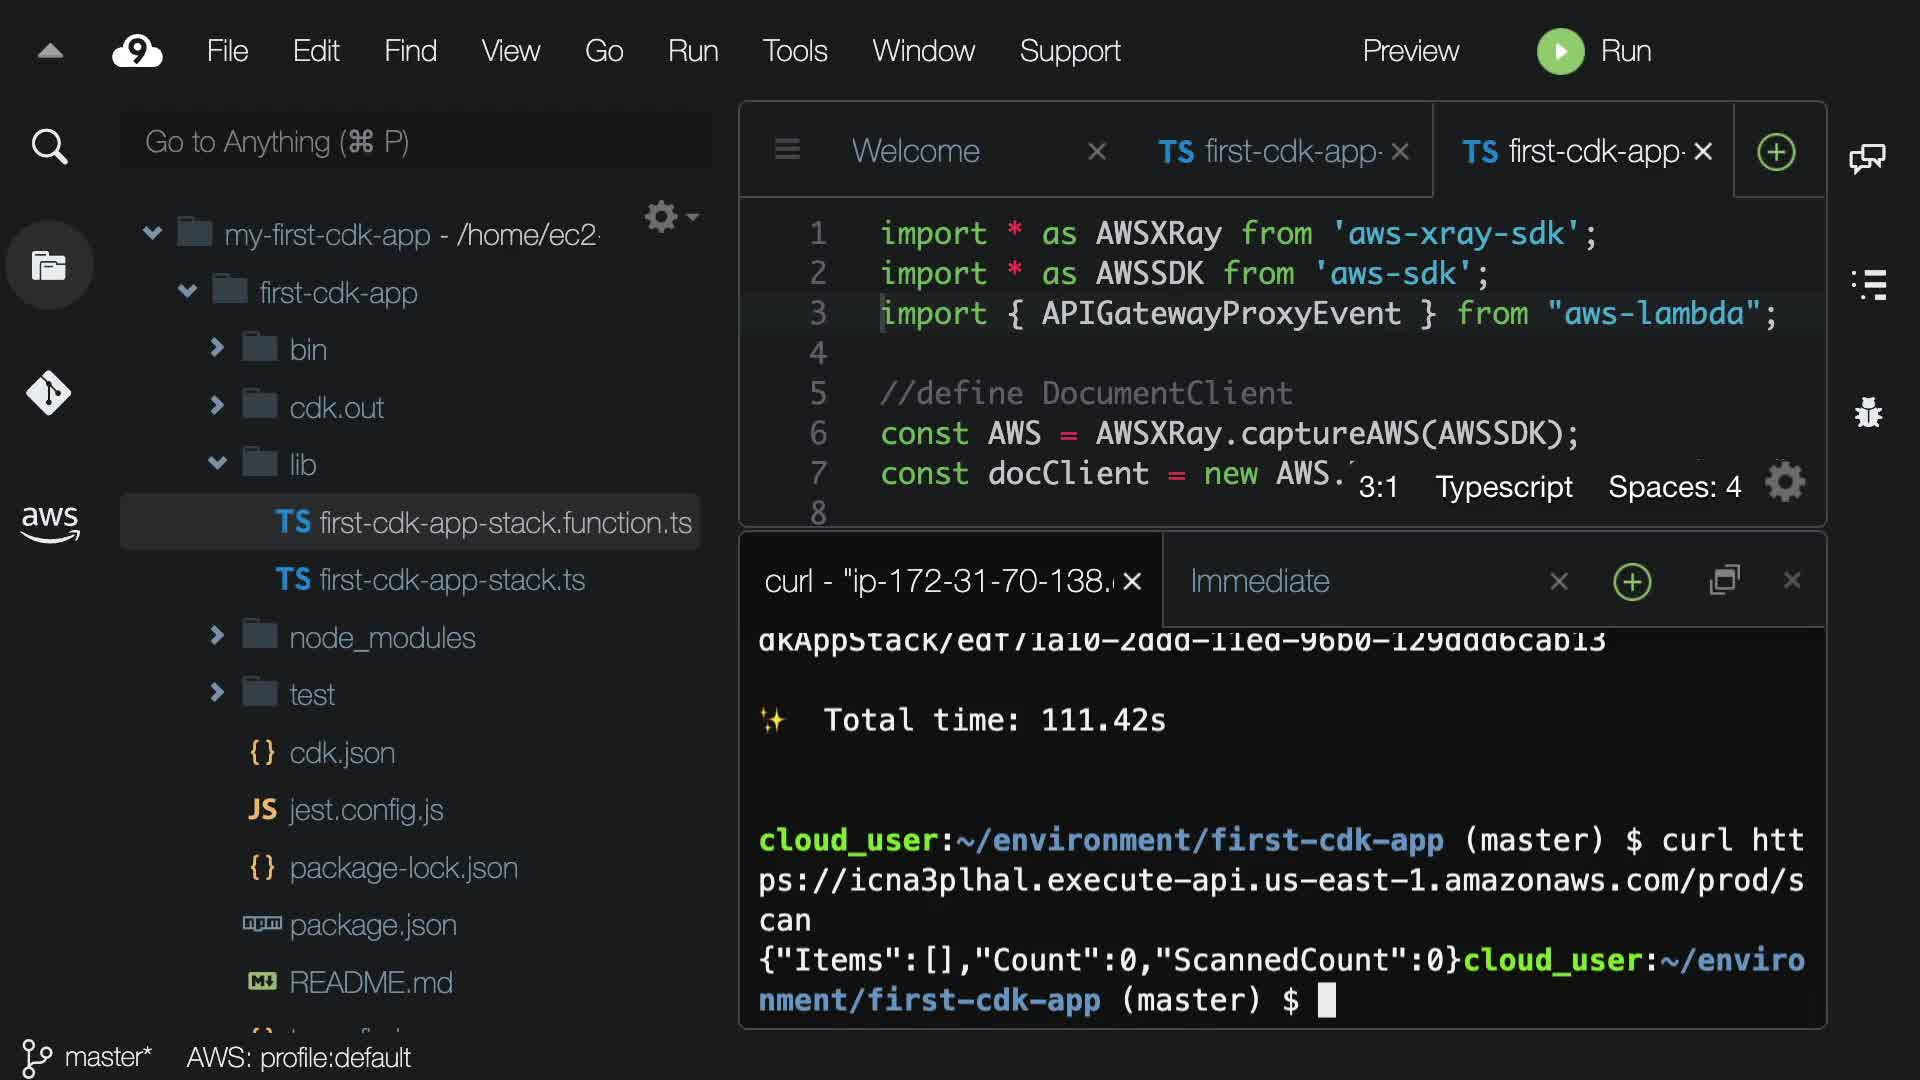 9 File Edit Find View Go Run Tools Window Support Preview Run
Go to Anything (⌘ P)
my-first-cdk-app - /home/ec2
first-cdk-app
bin
cdk.out
lib
TS first-cdk-app-stack.function.ts
TS first-cdk-app-stack.ts
node_modules
test
{} cdk.json
JS jest.config.js
{} package-lock.json
npm package.json
M README.md
aws
master* AWS: profile:default
Welcome TS first-cdk-app- TS first-cdk-app-
1 import * as AWSXRay from 'aws-xray-sdk';
2 import * as AWSSDK from 'aws-sdk';
3 import { APIGatewayProxyEvent } from "aws-lambda";
4
5 //define DocumentClient
6 const AWS = AWSXRay.captureAWS(AWSSDK);
7 const docClient = new AWS.
8
3:1 Typescript Spaces: 4
curl - "ip-172-31-70-138. Immediate
dkAppStack/edf71a10-2ddd-11ed-96b0-129ddd6cab13
✨ Total time: 111.42s
cloud_user:~/environment/first-cdk-app (master) $ curl htt
ps://icna3plhal.execute-api.us-east-1.amazonaws.com/prod/s
can
{"Items":[],"Count":0,"ScannedCount":0}cloud_user:~/enviro
nment/first-cdk-app (master) $